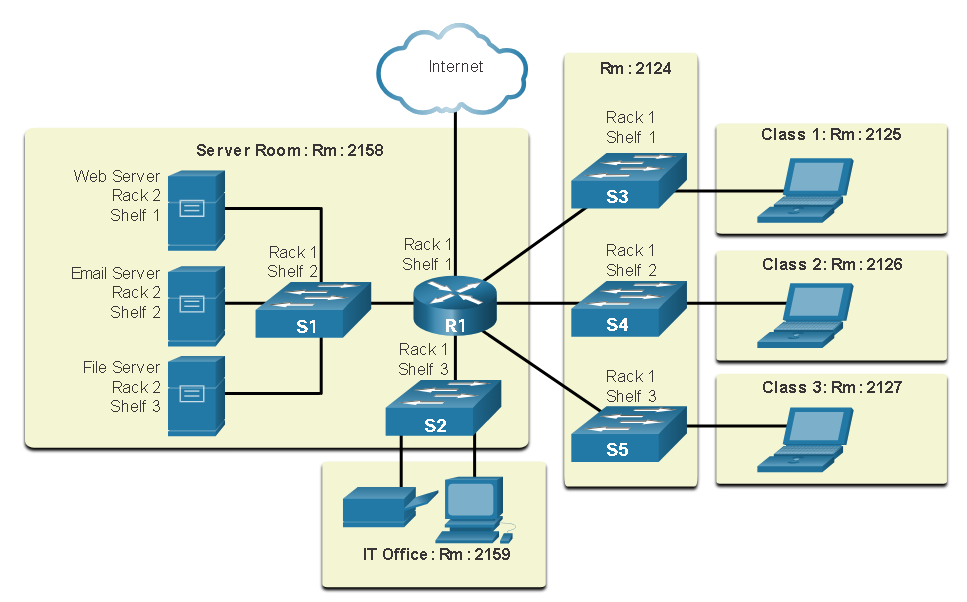 Internet
Server Room: Rm: 2158
Web Server
Rack 2
Shelf 1
Email Server
Rack 2
Shelf 2
File Server
Rack 2
Shelf 3
Rack 1
Shelf 2
S1
Rack 1
Shelf 1
R1
Rack 1
Shelf 3
S2
IT Office: Rm: 2159
Rm: 2124
Rack 1
Shelf 1
S3
Rack 1
Shelf 2
S4
Rack 1
Shelf 3
S5
Class 1: Rm: 2125
Class 2: Rm: 2126
Class 3: Rm: 2127